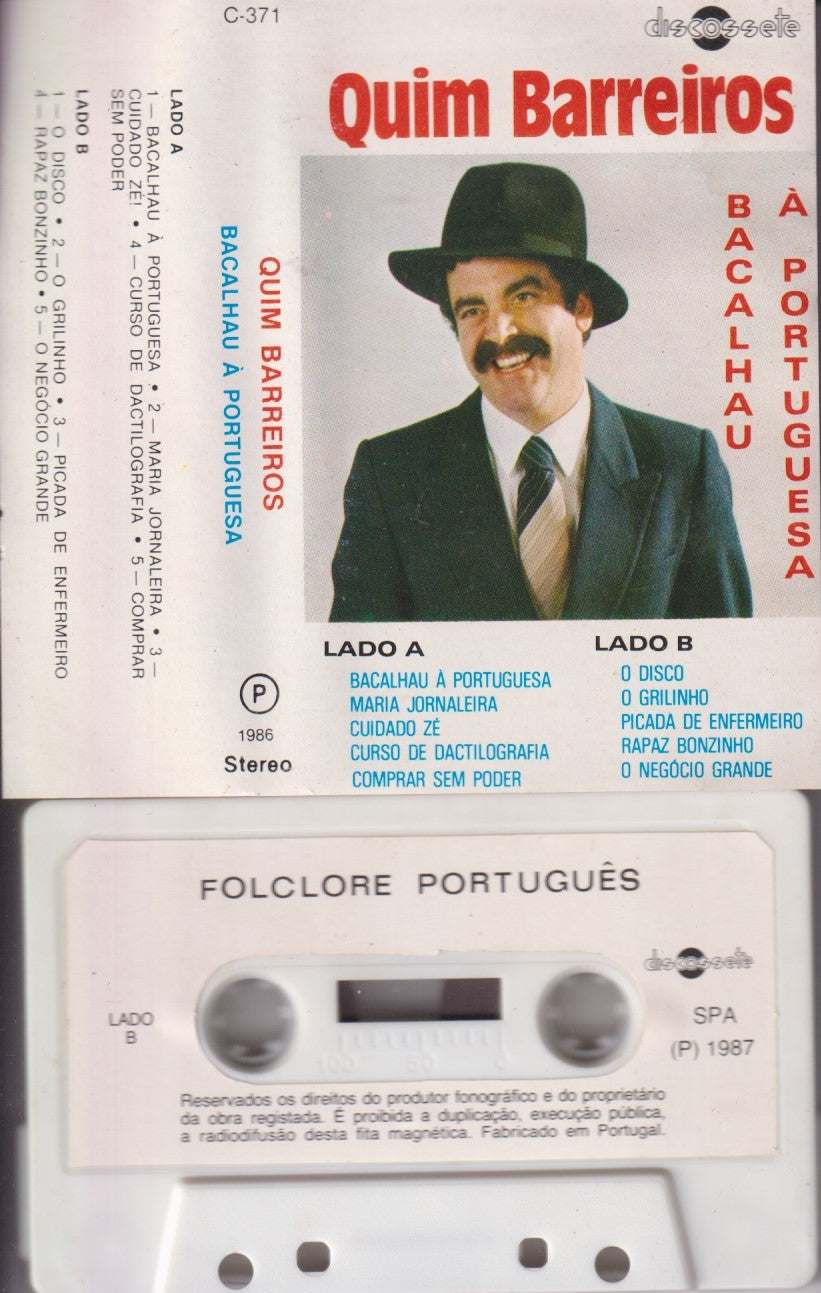 C-371
discossete
Quim Barreiros
BACALHAU
À PORTUGUESA
LADO A
BACALHAU À PORTUGUESA
MARIA JORNALEIRA
CUIDADO ZÉ
CURSO DE DACTILOGRAFIA
COMPRAR SEM PODER
LADO B
O DISCO
O GRILINHO
PICADA DE ENFERMEIRO
RAPAZ BONZINHO
O NEGÓCIO GRANDE
QUIM BARREIROS
BACALHAU À PORTUGUESA
P
1986
Stereo
LADO A
1 — BACALHAU À PORTUGUESA • 2 — MARIA JORNALEIRA • 3 —
CUIDADO ZÉ! • 4 — CURSO DE DACTILOGRAFIA • 5 — COMPRAR
SEM PODER
LADO B
1 — O DISCO • 2 — O GRILINHO • 3 — PICADA DE ENFERMEIRO
4 — RAPAZ BONZINHO • 5 — O NEGÓCIO GRANDE
FOLCLORE PORTUGUÊS
discossete
LADO
B
SPA
(P) 1987
100 50 0
Reservados os direitos do produtor fonográfico e do proprietário
da obra registada. É proibida a duplicação, execução pública,
a radiodifusão desta fita magnética. Fabricado em Portugal.